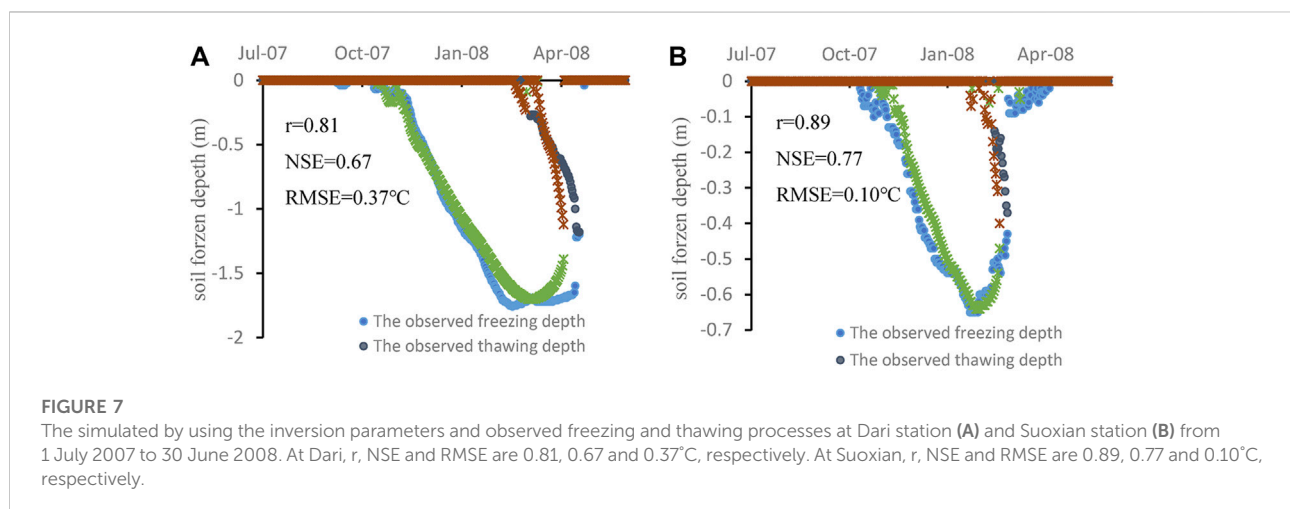 A
Jul-07 Oct-07 Jan-08 Apr-08
0
-0.5
-1
-1.5
-2
soil forzen depeth (m)
r=0.81
NSE=0.67
RMSE=0.37℃
The observed freezing depth
The observed thawing depth
B
Jul-07 Oct-07 Jan-08 Apr-08
0
-0.1
-0.2
-0.3
-0.4
-0.5
-0.6
-0.7
soil forzen depeth (m)
r=0.89
NSE=0.77
RMSE=0.10℃
The observed freezing depth
The observed thawing depth
FIGURE 7
The simulated by using the inversion parameters and observed freezing and thawing processes at Dari station (A) and Suoxian station (B) from
1 July 2007 to 30 June 2008. At Dari, r, NSE and RMSE are 0.81, 0.67 and 0.37°C, respectively. At Suoxian, r, NSE and RMSE are 0.89, 0.77 and 0.10°C,
respectively.